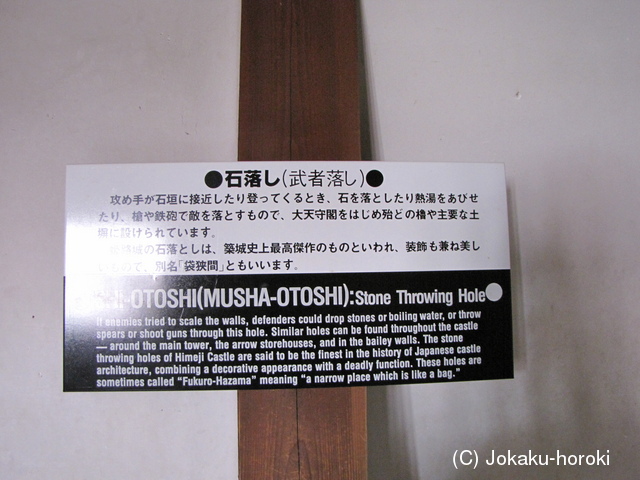 ●石落し(武者落し)●
攻め手が石垣に接近したり登ってくるとき、石を落としたり熱湯をあびせ
たり、槍や鉄砲で敵を落とすもので、大天守閣をはじめ殆どの櫓や主要な土
塀に設けられています。
路城の石落としは、築城史上最高傑作のものといわれ、装飾も兼ね美し
いもので、別名「袋狭間」ともいいます。
-OTOSHI(MUSHA-OTOSHI):Stone Throwing Hole●
If enemies tried to scale the walls, defenders could drop stones or boiling water, or throw
spears or shoot guns through this hole. Similar holes can be found throughout the castle
— around the main tower, the arrow storehouses, and in the bailey walls. The stone
throwing holes of Himeji Castle are said to be the finest in the history of Japanese castle
architecture, combining a decorative appearance with a deadly function. These holes are
sometimes called "Fukuro-Hazama" meaning "a narrow place which is like a bag."
(C) Jokaku-horoki